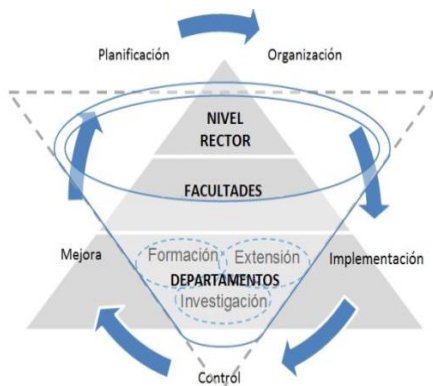 Planificación
Organización
NIVEL
RECTOR
FACULTADES
Mejora
Formación
Extensión
Implementación
DEPARTAMENTOS
Investigación
Control